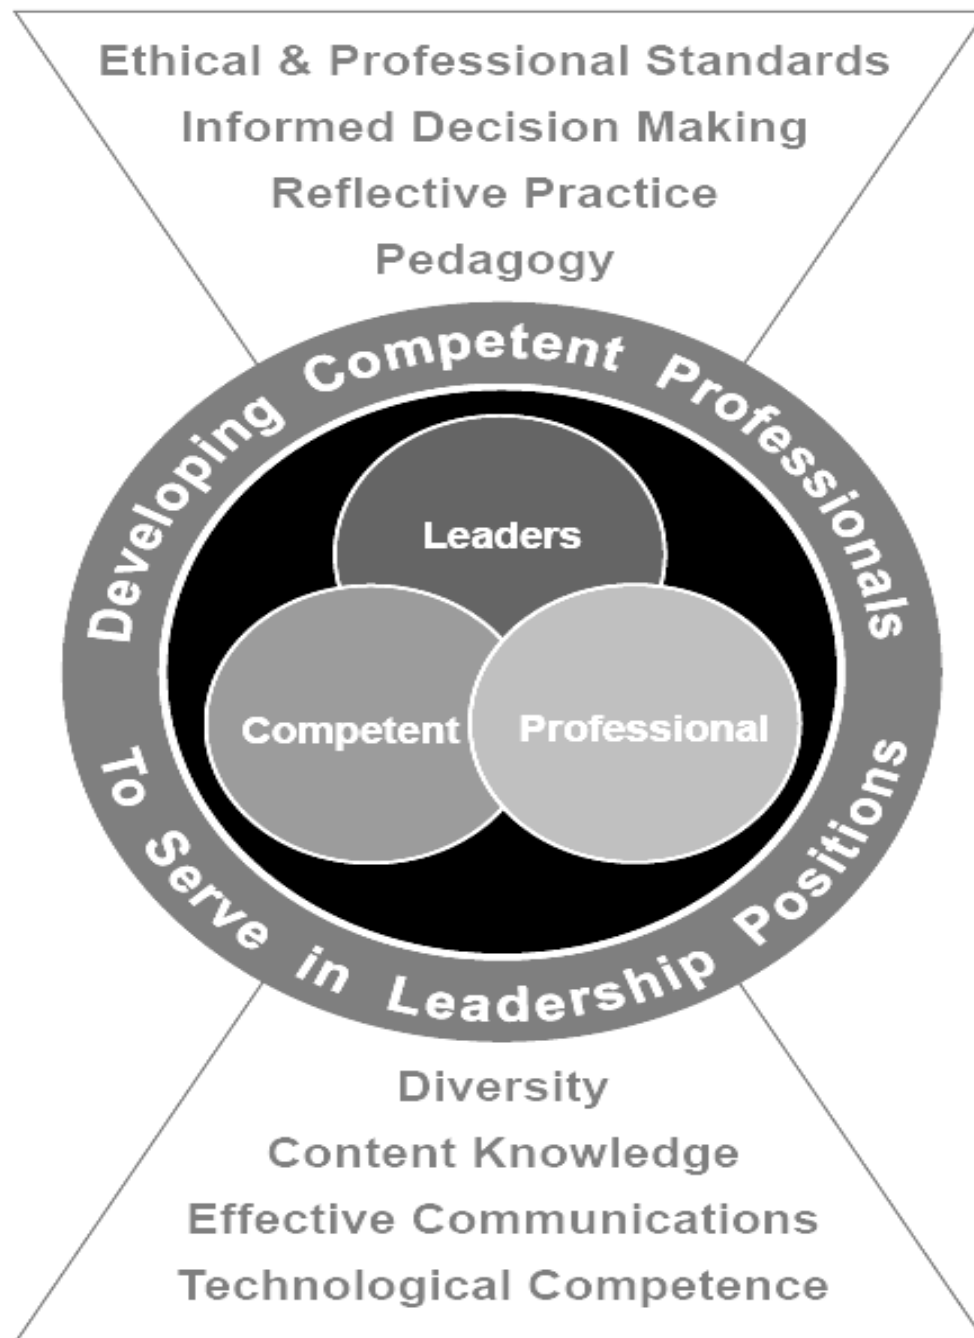 Ethical & Professional Standards
Informed Decision Making
Reflective Practice
Pedagogy
Developing Competent Professionals
Leaders
Competent
Professional
To Serve in Leadership Positions
Diversity
Content Knowledge
Effective Communications
Technological Competence